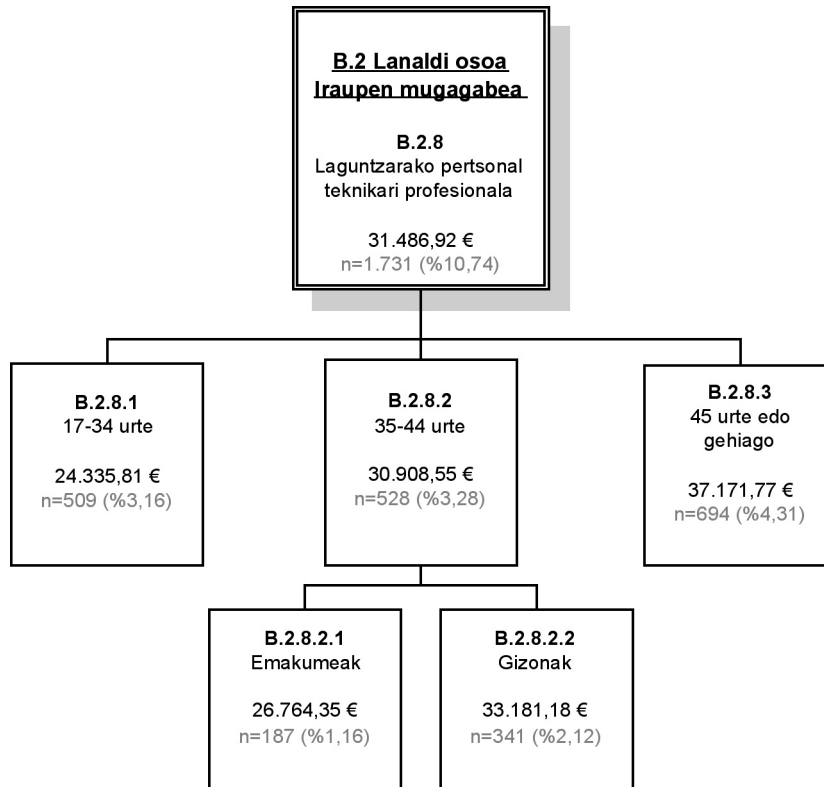 B.2 Lanaldi osoa
Iraupen mugagabea
B.2.8
Laguntzarako pertsonal
teknikari profesionala
31.486,92 €
n=1.731 (%10,74)
B.2.8.1
17-34 urte
24.335,81 €
n=509 (%3,16)
B.2.8.2
35-44 urte
30.908,55 €
n=528 (%3,28)
B.2.8.3
45 urte edo
gehiago
37.171,77 €
n=694 (%4,31)
B.2.8.2.1
Emakumeak
26.764,35 €
n=187 (%1,16)
B.2.8.2.2
Gizonak
33.181,18 €
n=341 (%2,12)